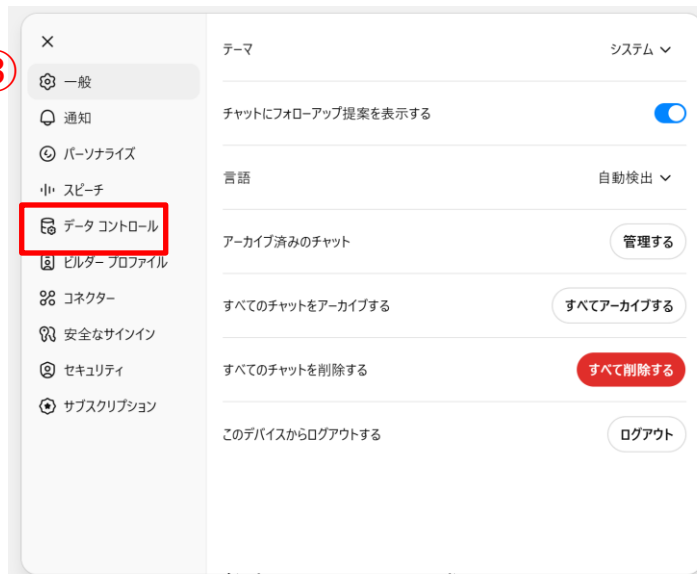 ×
③
一般
通知
パーソナライズ
スピーチ
データ コントロール
ビルダー プロファイル
コネクター
安全なサインイン
セキュリティ
サブスクリプション
テーマ
システム
チャットにフォローアップ提案を表示する
言語
自動検出
アーカイブ済みのチャット
管理する
すべてのチャットをアーカイブする
すべてアーカイブする
すべてのチャットを削除する
すべて削除する
このデバイスからログアウトする
ログアウト